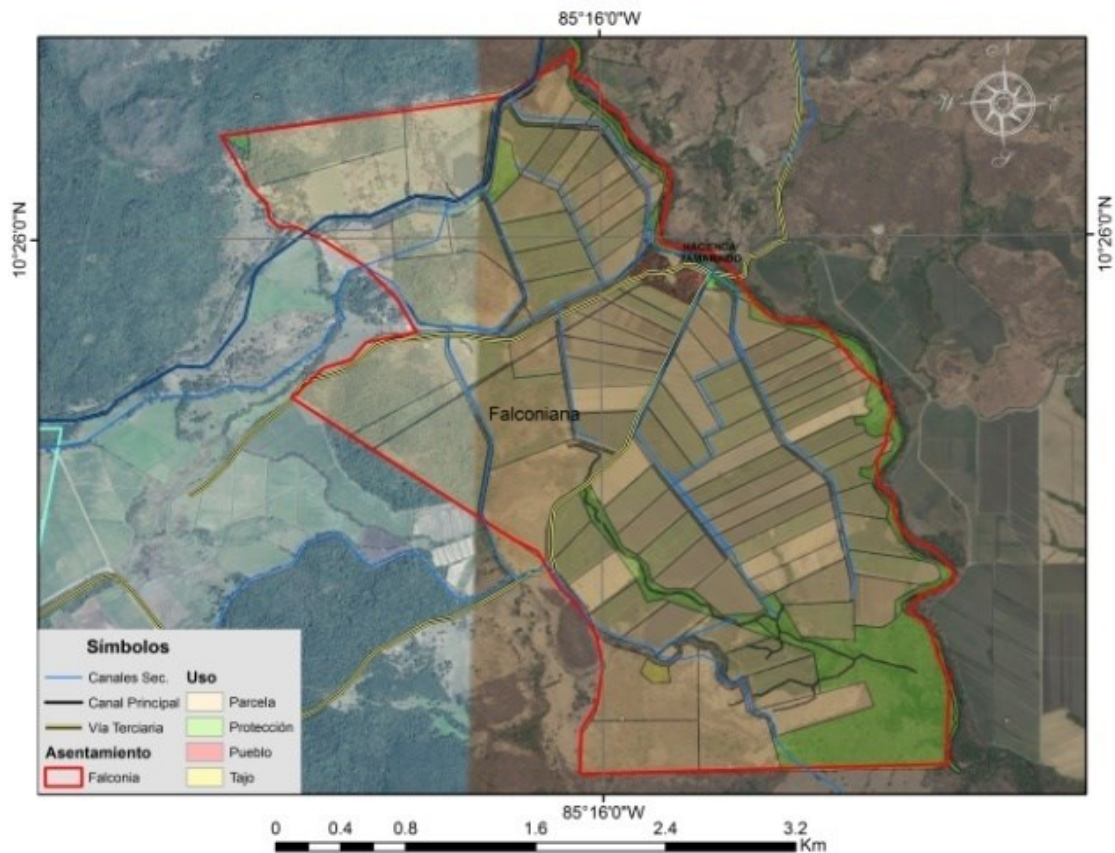 85°16'0"W
10°26'0"N
10°26'0"N
HACIENDA
TAMARINDO
Falconiana
Símbolos
Canales Sec.
Canal Principal
Vía Terciaria
Asentamiento
Falconia
Uso
Parcela
Protección
Pueblo
Tajo
85°16'0"W
0 0.4 0.8 1.6 2.4 3.2
Km